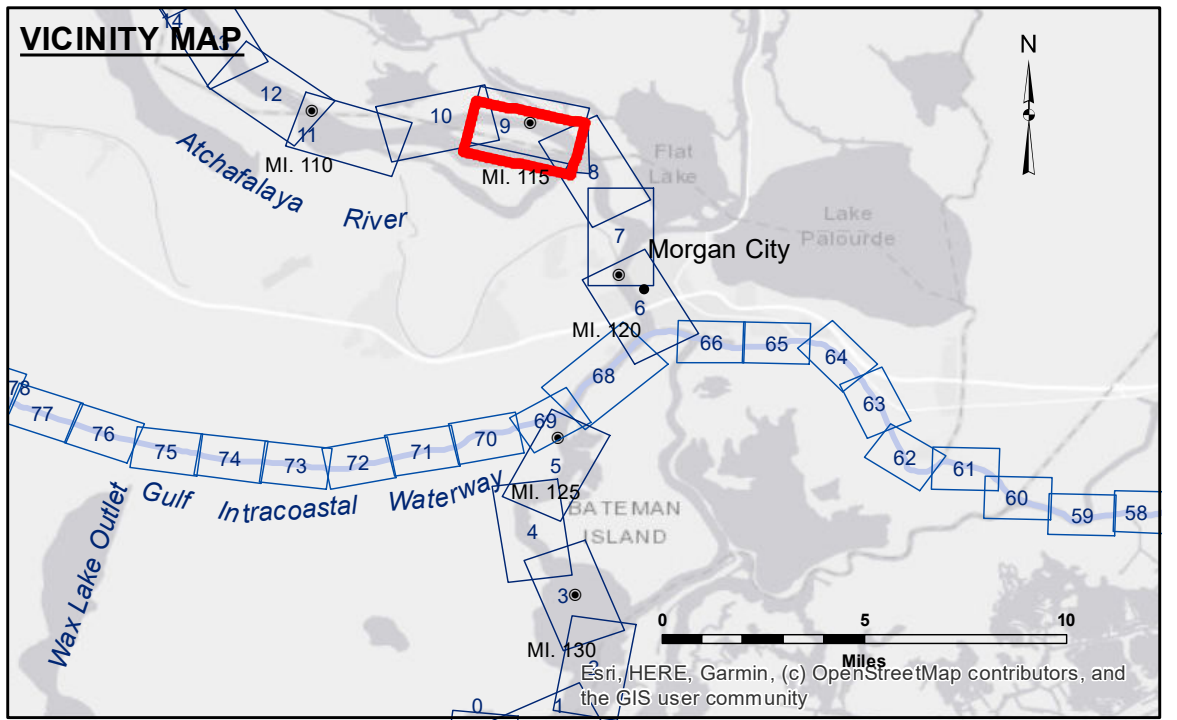 VICINITY MAP
14
N
12
10
9
11
MI. 110
Atchafalaya River
MI. 115
8
Flat
Lake
Lake
Palourde
7
Morgan City
6
MI. 120
66
65
64
68
63
78
77
76
75
74
73
72
71
70
69
62
61
60
59
58
5
Gulf Intracoastal Waterway
MI. 125
BATEMAN
ISLAND
4
Wax Lake Outlet
3
0 5 10
Miles
MI. 130
2
Esri, HERE, Garmin, (c) OpenStreetMap contributors, and
the GIS user community
0
1